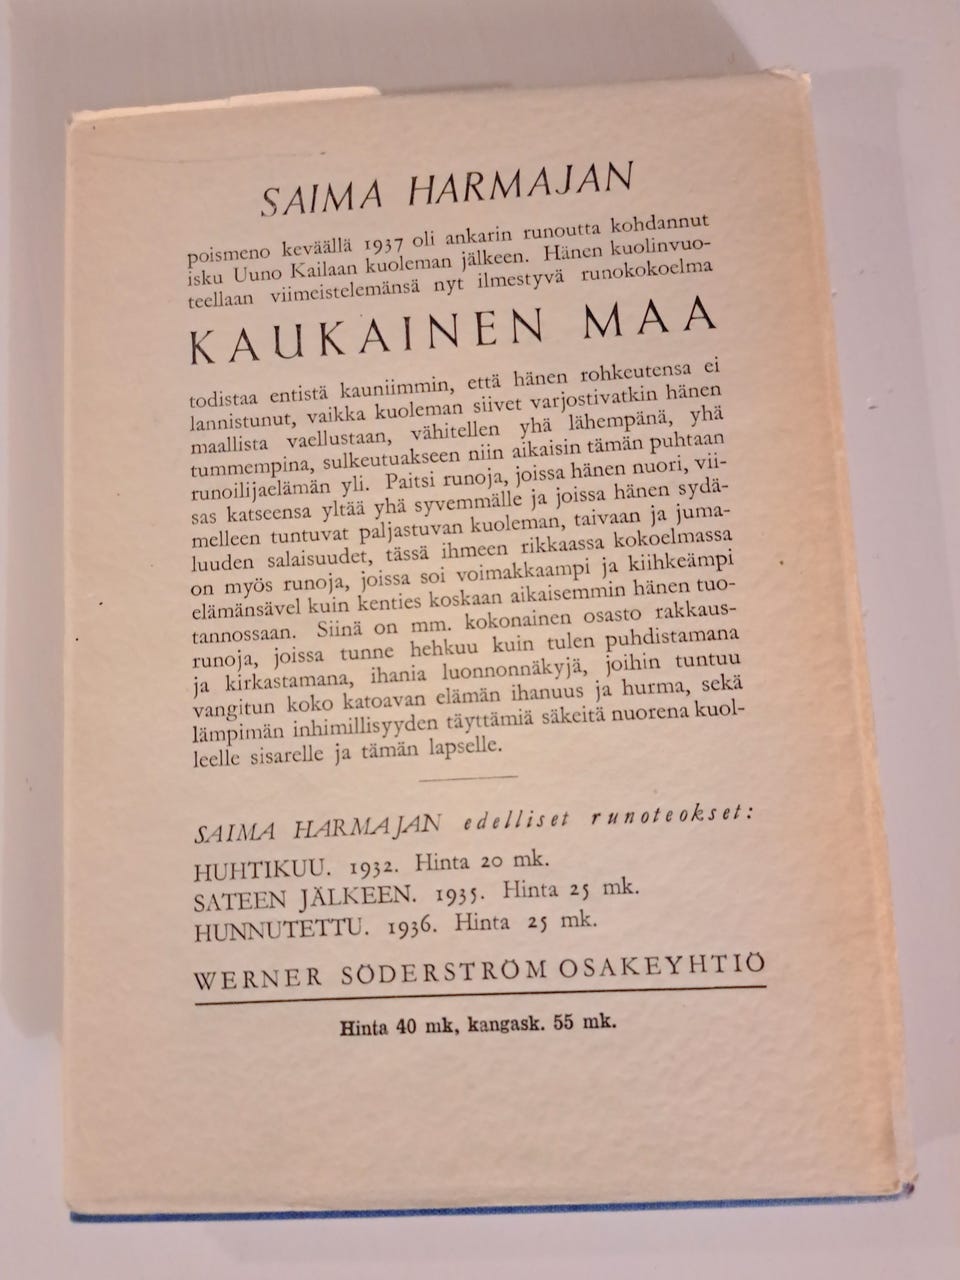 SAIMA HARMAJAN
poismeno keväällä 1937 oli ankarin runoutta kohdannut
isku Uuno Kailaan kuoleman jälkeen. Hänen kuolinvuo-
teellaan viimeistelemänsä nyt ilmestyvä runokokoelma
KAUKAINEN MAA
todistaa entistä kauniimmin, että hänen rohkeutensa ei
lannistunut, vaikka kuoleman siivet varjostivatkin hänen
maallista vaellustaan, vähitellen yhä lähempänä, yhä
tummempina, sulkeutuakseen niin aikaisin tämän puhtaan
runoilijaelämän yli. Paitsi runoja, joissa hänen nuori, vii-
sas katseensa yltää yhä syvemmälle ja joissa hänen sydä-
melleen tuntuvat paljastuvan kuoleman, taivaan ja juma-
luuden salaisuudet, tässä ihmeen rikkaassa kokoelmassa
on myös runoja, joissa soi voimakkaampi ja kiihkeämpi
elämänsävel kuin kenties koskaan aikaisemmin hänen tuo-
tannossaan. Siinä on mm. kokonainen osasto rakkaus-
runoja, joissa tunne hehkuu kuin tulen puhdistamana
ja kirkastamana, ihania luonnonnäkyjä, joihin tuntuu
vangitun koko katoavan elämän ihanuus ja hurma, sekä
lämpimän inhimillisyyden täyttämiä säkeitä nuorena kuol-
leelle sisarelle ja tämän lapselle.
SAIMA HARMAJAN edelliset runoteokset:
HUHTIKUU. 1932. Hinta 20 mk.
SATEEN JÄLKEEN. 1935. Hinta 25 mk.
HUNNUTETTU. 1936. Hinta 25 mk.
WERNER SÖDERSTRÖM OSAKEYHTIÖ
Hinta 40 mk, kangask. 55 mk.